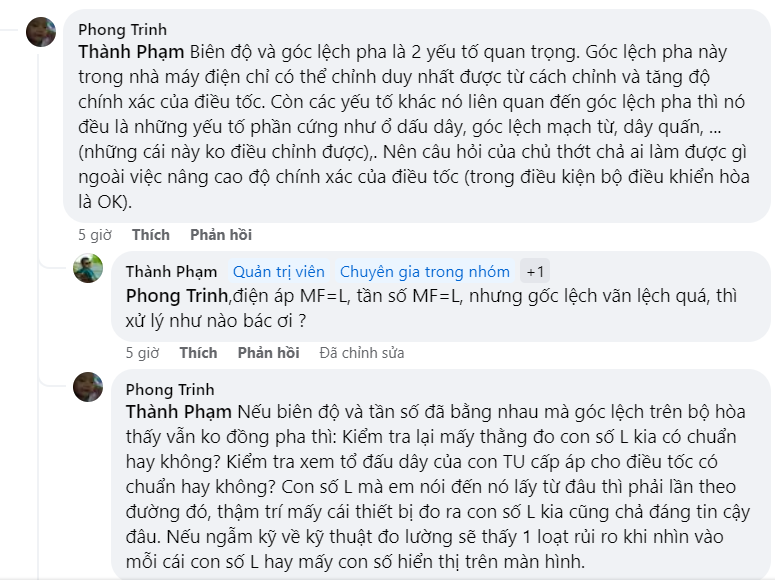 Phong Trinh
Thành Phạm Biên độ và góc lệch pha là 2 yếu tố quan trọng. Góc lệch pha này
trong nhà máy điện chỉ có thể chỉnh duy nhất được từ cách chỉnh và tăng độ
chính xác của điều tốc. Còn các yếu tố khác nó liên quan đến góc lệch pha thì nó
đều là những yếu tố phần cứng như ổ dấu dây, góc lệch mạch từ, dây quấn, ...
(những cái này ko điều chỉnh được),. Nên câu hỏi của chủ thớt chả ai làm được gì
ngoài việc nâng cao độ chính xác của điều tốc (trong điều kiện bộ điều khiển hòa
là OK).
5 giờ Thích Phản hồi
Thành Phạm Quản trị viên Chuyên gia trong nhóm +1
Phong Trinh,điện áp MF=L, tần số MF=L, nhưng gốc lệch vãn lệch quá, thì
xử lý như nào bác ơi ?
5 giờ Thích Phản hồi Đã chỉnh sửa
Phong Trinh
Thành Phạm Nếu biên độ và tần số đã bằng nhau mà góc lệch trên bộ hòa
thấy vẫn ko đồng pha thì: Kiểm tra lại mấy thằng đo con số L kia có chuẩn
hay không? Kiểm tra xem tổ đấu dây của con TU cấp áp cho điều tốc có
chuẩn hay không? Con số L mà em nói đến nó lấy từ đâu thì phải lần theo
đường đó, thậm trí mấy cái thiết bị đo ra con số L kia cũng chả đáng tin cậy
đâu. Nếu ngẫm kỹ về kỹ thuật đo lường sẽ thấy 1 loạt rủi ro khi nhìn vào
mỗi cái con số L hay mấy con số hiển thị trên màn hình.